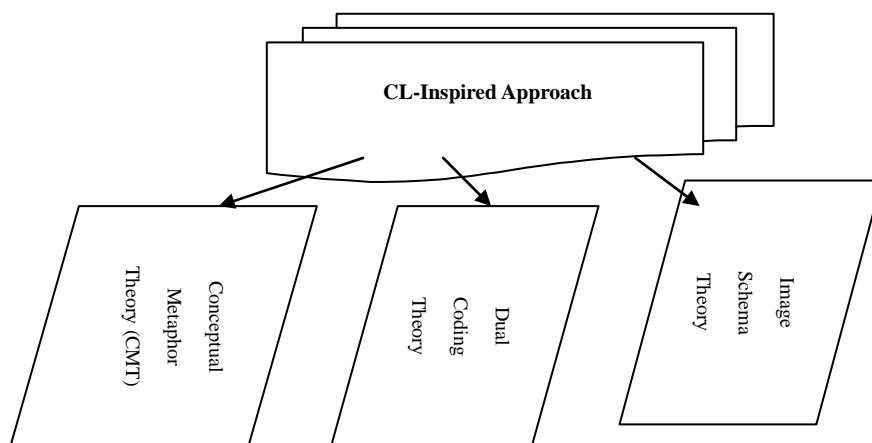 CL-Inspired Approach
Conceptual
Metaphor
Theory (CMT)
Dual
Coding
Theory
Image
Schema
Theory